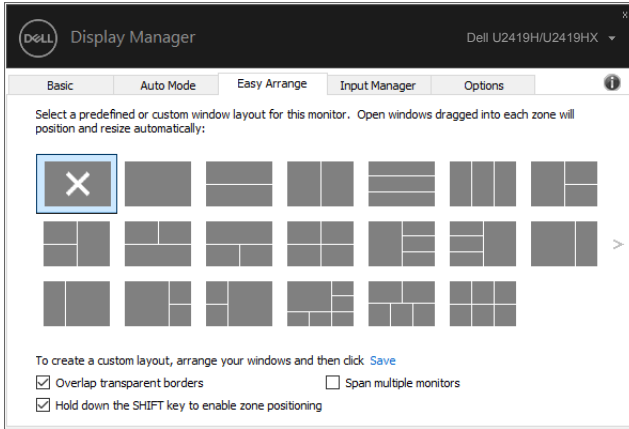 DELL Display Manager Dell U2419H/U2419HX
Basic Auto Mode Easy Arrange Input Manager Options
Select a predefined or custom window layout for this monitor. Open windows dragged into each zone will
position and resize automatically:
To create a custom layout, arrange your windows and then click Save
Overlap transparent borders Span multiple monitors
Hold down the SHIFT key to enable zone positioning